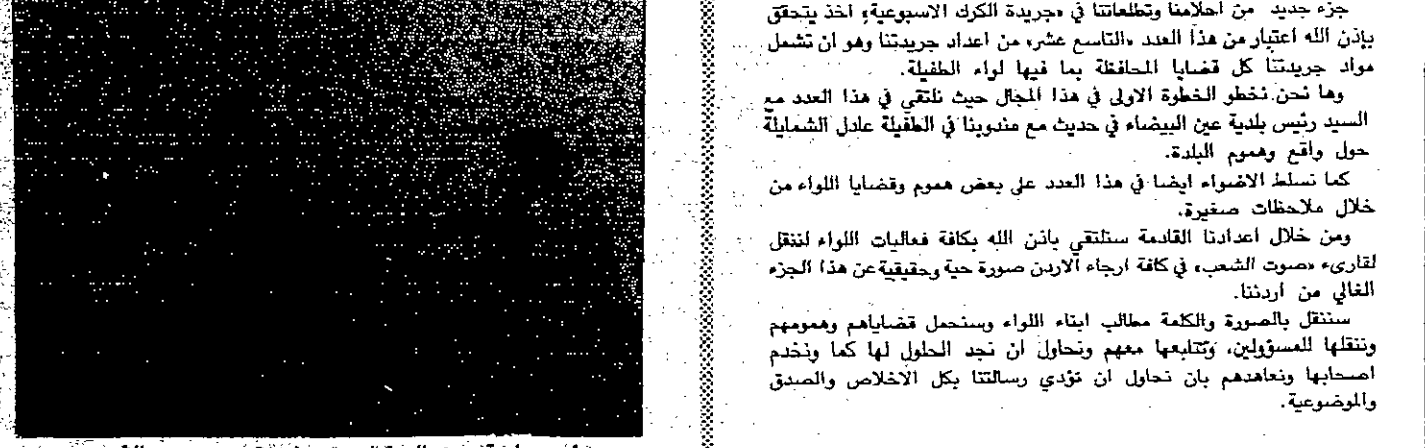 جزء جديد من احلامنا وتطلعاتنا في «جريدة الكرك الاسبوعية» اخذ يتحقق
بإذن الله اعتبار من هذا العدد «التاسع عشر» من اعداد جريدتنا وهو ان تشمل
مواد جريدتنا كل قضايا المحافظة بما فيها لواء الطفيلة.
وها نحن نخطو الخطوة الاولى في هذا المجال حيث نلتقي في هذا العدد مع
السيد رئيس بلدية عين البيضاء في حديث مع مندوبنا في الطفيلة عادل الشمايلة
حول واقع وهموم البلدة.
كما نسلط الاضواء ايضا في هذا العدد على بعض هموم وقضايا اللواء من
خلال ملاحظات صغيرة.
ومن خلال اعدادنا القادمة سنلتقي باذن الله بكافة فعاليات اللواء لننقل
لقارىء «صوت الشعب» في كافة ارجاء الاردن صورة حية وحقيقية عن هذا الجزء
الغالي من اردننا.
سننقل بالصورة والكلمة مطالب ابناء اللواء وسنحمل قضاياهم وهمومهم
وننقلها للمسؤولين، ونتابعها معهم ونحاول ان نجد الحلول لها كما ونخدم
اصحابها ونعاهدهم بان نحاول ان نؤدي رسالتنا بكل الاخلاص والصدق
والموضوعية.